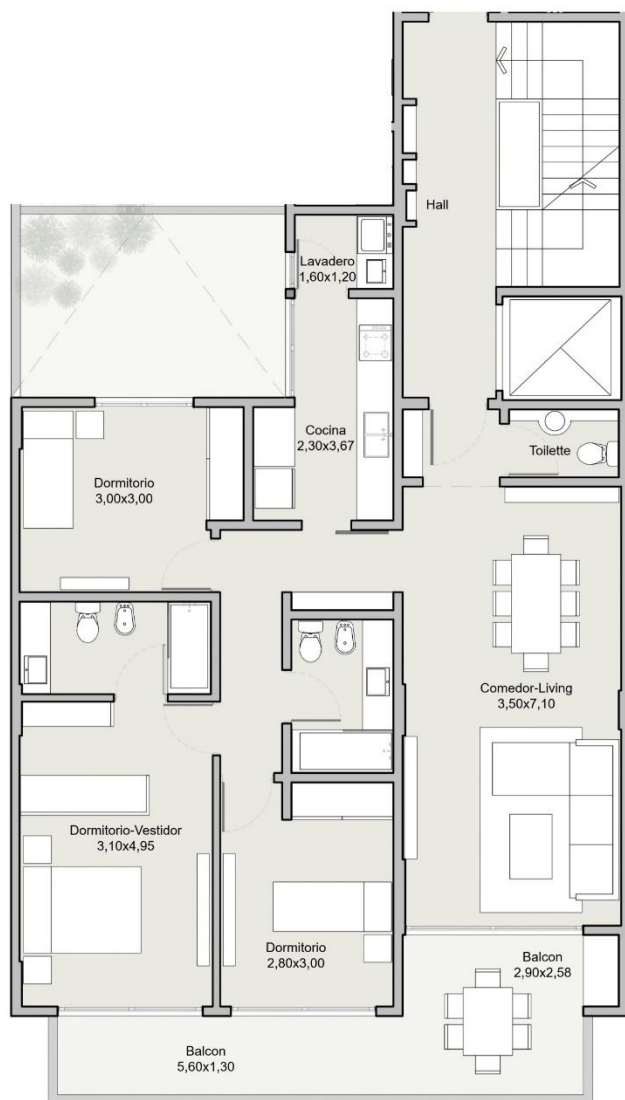 Hall
Lavadero
1,60x1,20
Cocina
2,30x3,67
Toilette
Dormitorio
3,00x3,00
Comedor-Living
3,50x7,10
Dormitorio-Vestidor
3,10x4,95
Dormitorio
2,80x3,00
Balcon
2,90x2,58
Balcon
5,60x1,30